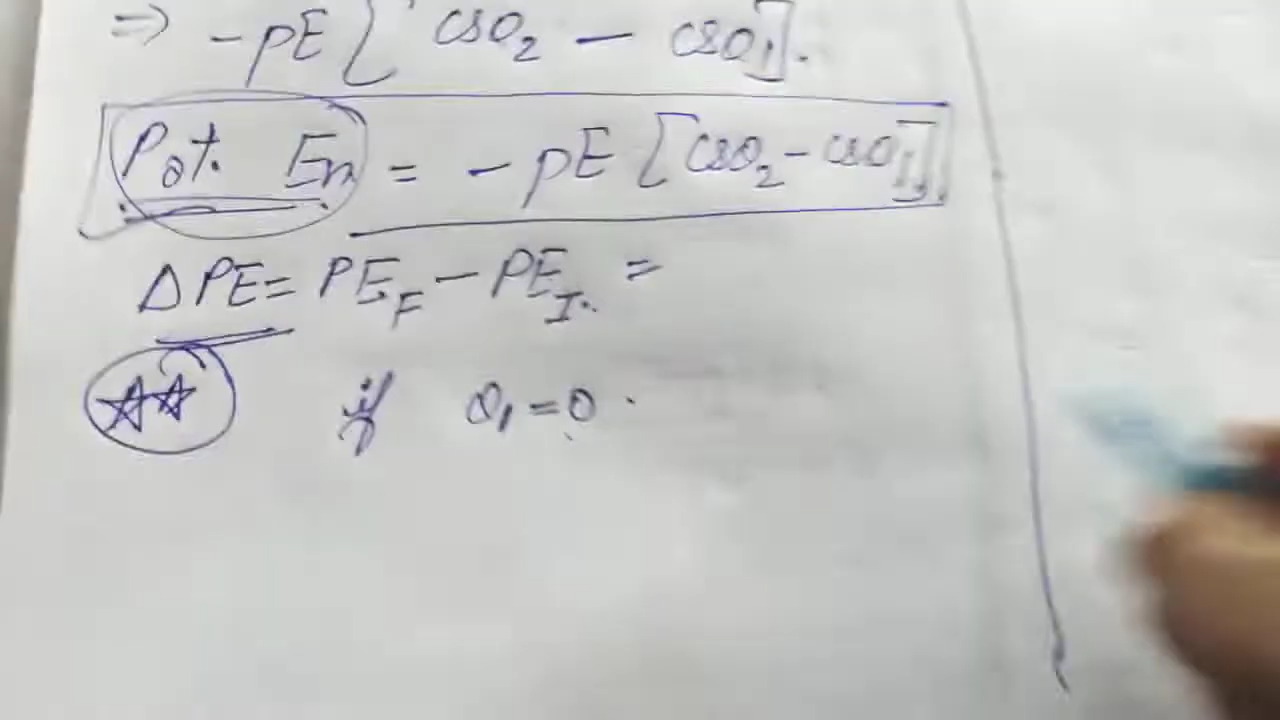 ⇒ -pE [ cosθ₂ - cosθ₁].
Pot. En = -pE [cosθ₂ - cosθ₁].
ΔPE = PE_F - PE_I. =
☆☆ if θ₁ = 0.